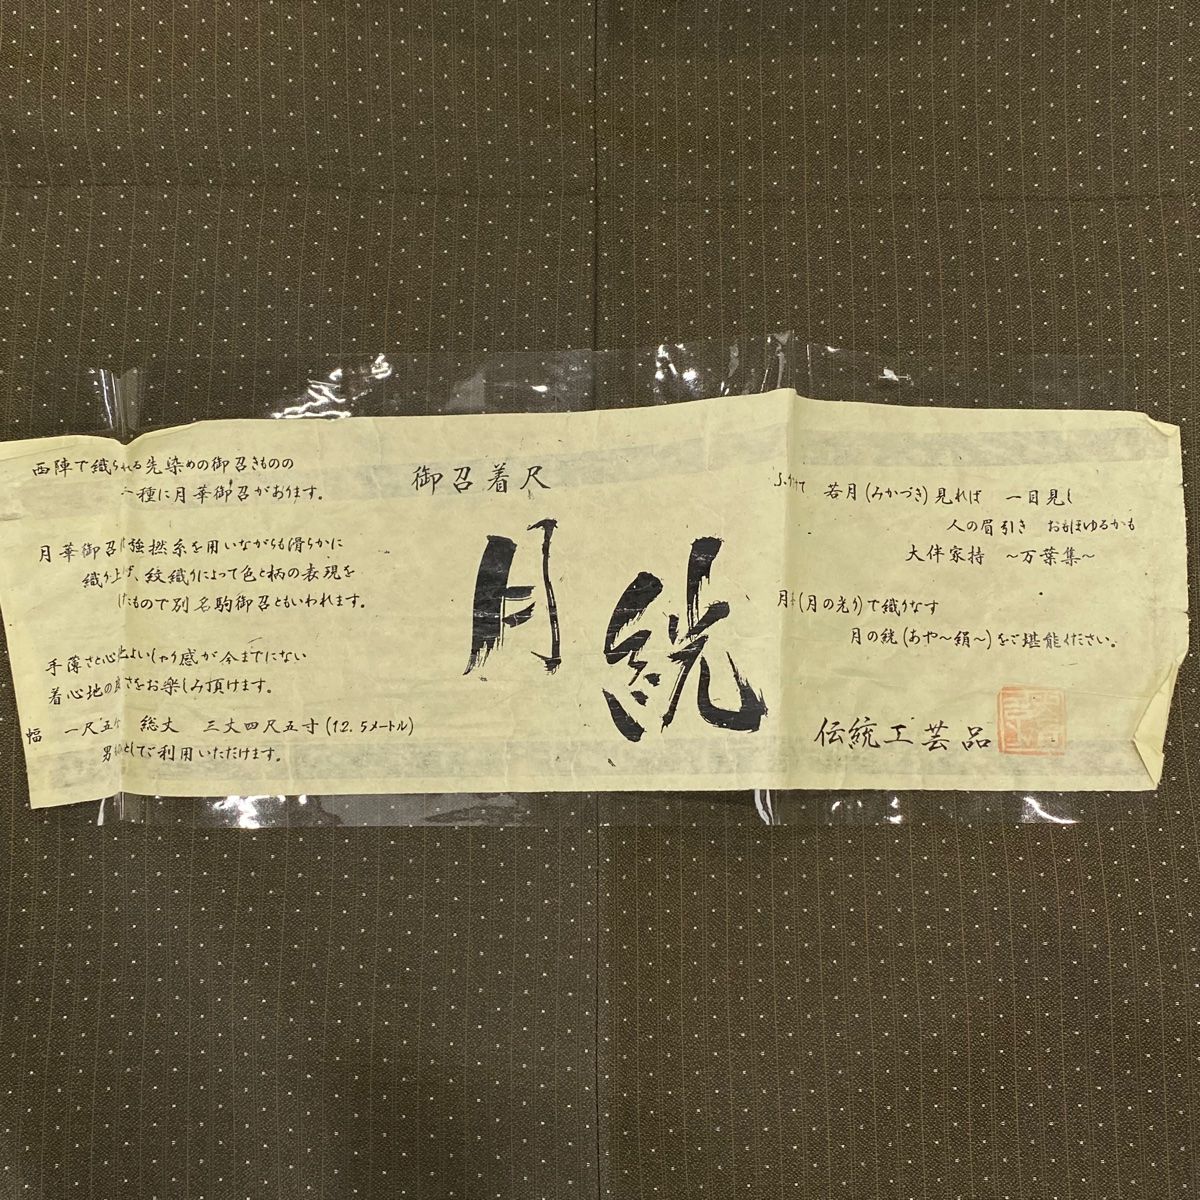 西陣で織られる先染めの御召きものの
一種に月華御召があります。
月華御召は強撚糸を用いながらも滑らかに
織り上げ、絞織りによって色と柄の表現を
したもので別名駒御召ともいわれます。
手薄さと心地よいしゃり感が今までにない
着心地の良さをお楽しみ頂けます。
幅 一尺五分 総丈 三丈四尺五寸(12.5メートル)
男物としてご利用いただけます。
御召着尺
月絖
ふりさけて 若月(みかづき)見れば 一目見し
人の眉引き おもほゆるかも
大伴家持 〜万葉集〜
月華(月の光り)で織りなす
月の絖(あや〜絹〜)をご堪能ください。
伝統工芸品